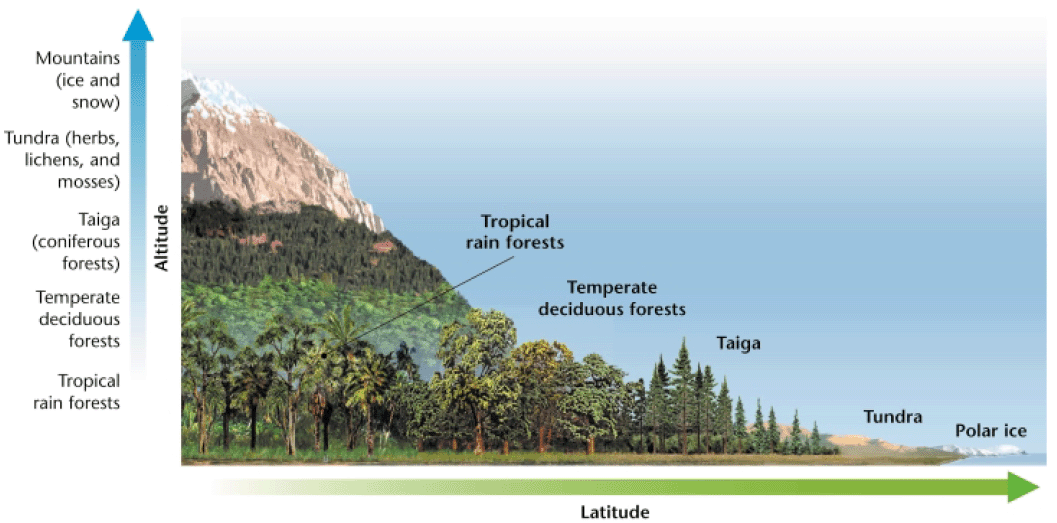 Mountains
(ice and
snow)
Tundra (herbs,
lichens, and
mosses)
Taiga
(coniferous
forests)
Temperate
deciduous
forests
Tropical
rain forests
Altitude
Tropical
rain forests
Temperate
deciduous forests
Taiga
Tundra
Polar ice
Latitude